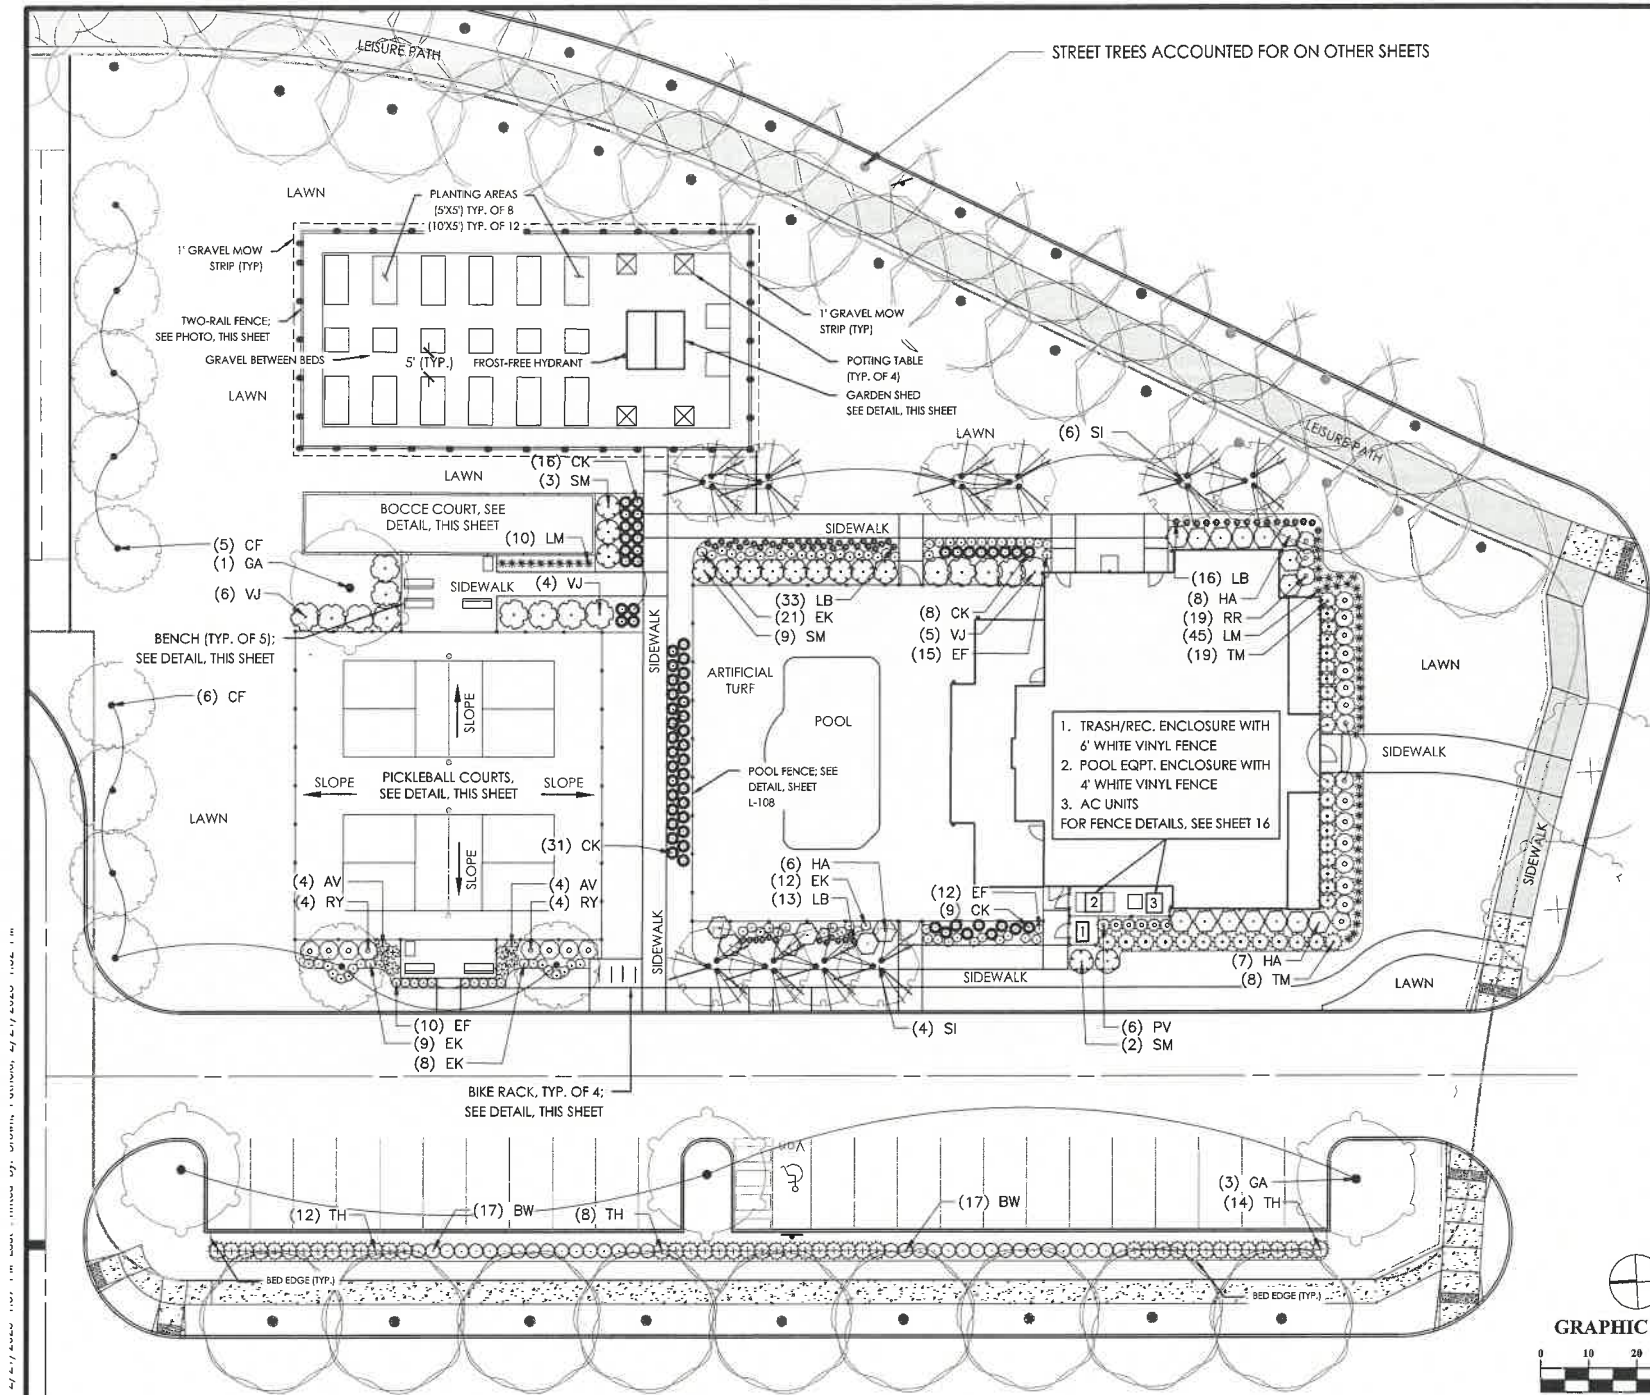 LEISURE PATH
STREET TREES ACCOUNTED FOR ON OTHER SHEETS
LAWN
PLANTING AREAS
(5'X5') TYP. OF 8
(10'X5') TYP. OF 12
1' GRAVEL MOW
STRIP (TYP)
TWO-RAIL FENCE;
SEE PHOTO, THIS SHEET
GRAVEL BETWEEN BEDS
5' (TYP.)
FROST-FREE HYDRANT
1' GRAVEL MOW
STRIP (TYP)
POTTING TABLE
(TYP. OF 4)
GARDEN SHED
SEE DETAIL, THIS SHEET
LAWN
LAWN
(6) SI
LEISURE PATH
LAWN
(16) CK
(3) SM
BOCCE COURT, SEE
DETAIL, THIS SHEET
(10) LM
SIDEWALK
(5) CF
(1) GA
(6) VJ
SIDEWALK
(4) VJ
BENCH (TYP. OF 5);
SEE DETAIL, THIS SHEET
SIDEWALK
(33) LB
(21) EK
(9) SM
(8) CK
(5) VJ
(15) EF
(16) LB
(8) HA
(19) RR
(45) LM
(19) TM
LAWN
ARTIFICIAL
TURF
POOL
(6) CF
SLOPE
SLOPE
PICKLEBALL COURTS,
SEE DETAIL, THIS SHEET
SLOPE
SLOPE
LAWN
POOL FENCE; SEE
DETAIL, SHEET
L-108
1. TRASH/REC. ENCLOSURE WITH
6' WHITE VINYL FENCE
2. POOL EQPT. ENCLOSURE WITH
4' WHITE VINYL FENCE
3. AC UNITS
FOR FENCE DETAILS, SEE SHEET 16
SIDEWALK
SIDEWALK
(31) CK
(4) AV
(4) RY
(4) AV
(4) RY
(6) HA
(12) EK
(13) LB
(12) EF
(9) CK
2
3
1
SIDEWALK
SIDEWALK
(7) HA
(8) TM
LAWN
(10) EF
(9) EK
(8) EK
(4) SI
(6) PV
(2) SM
BIKE RACK, TYP. OF 4;
SEE DETAIL, THIS SHEET
(12) TH
(17) BW
(8) TH
(17) BW
(3) GA
(14) TH
BED EDGE (TYP.)
BED EDGE (TYP.)
GRAPHIC
0 10 20